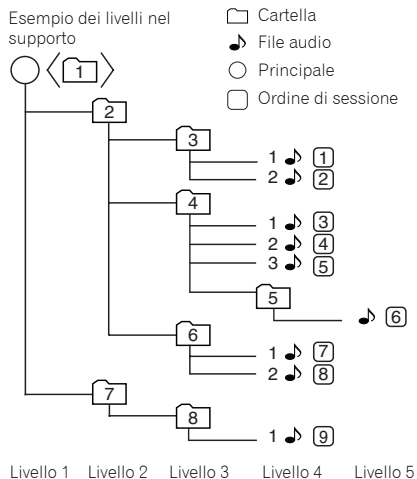 Esempio dei livelli nel
supporto
Cartella
File audio
Principale
Ordine di sessione
1
2
3
1 1
2 2
4
1 3
2 4
3 5
5
6
6
1 7
2 8
7
8
1 9
Livello 1 Livello 2 Livello 3 Livello 4 Livello 5